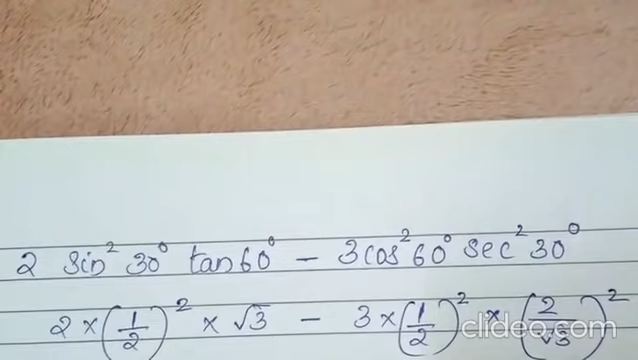 2 sin² 30° tan 60° – 3 cos² 60° sec² 30°
2 × (1/2)² × √3 – 3 × (1/2)² × (2/√3)²
clideo.com